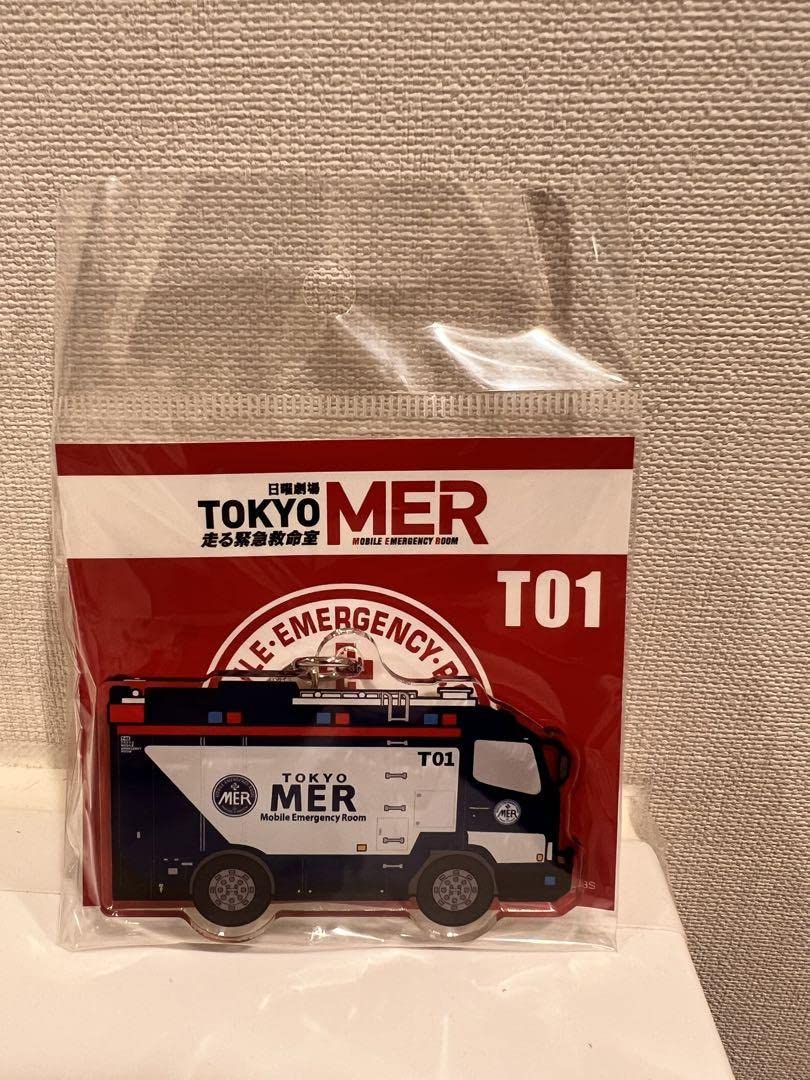 日曜劇場
TOKYO MER
走る緊急救命室
MOBILE EMERGENCY ROOM
T01
EMERGENCY
T01
TOKYO
MER
MER
Mobile Emergency Room